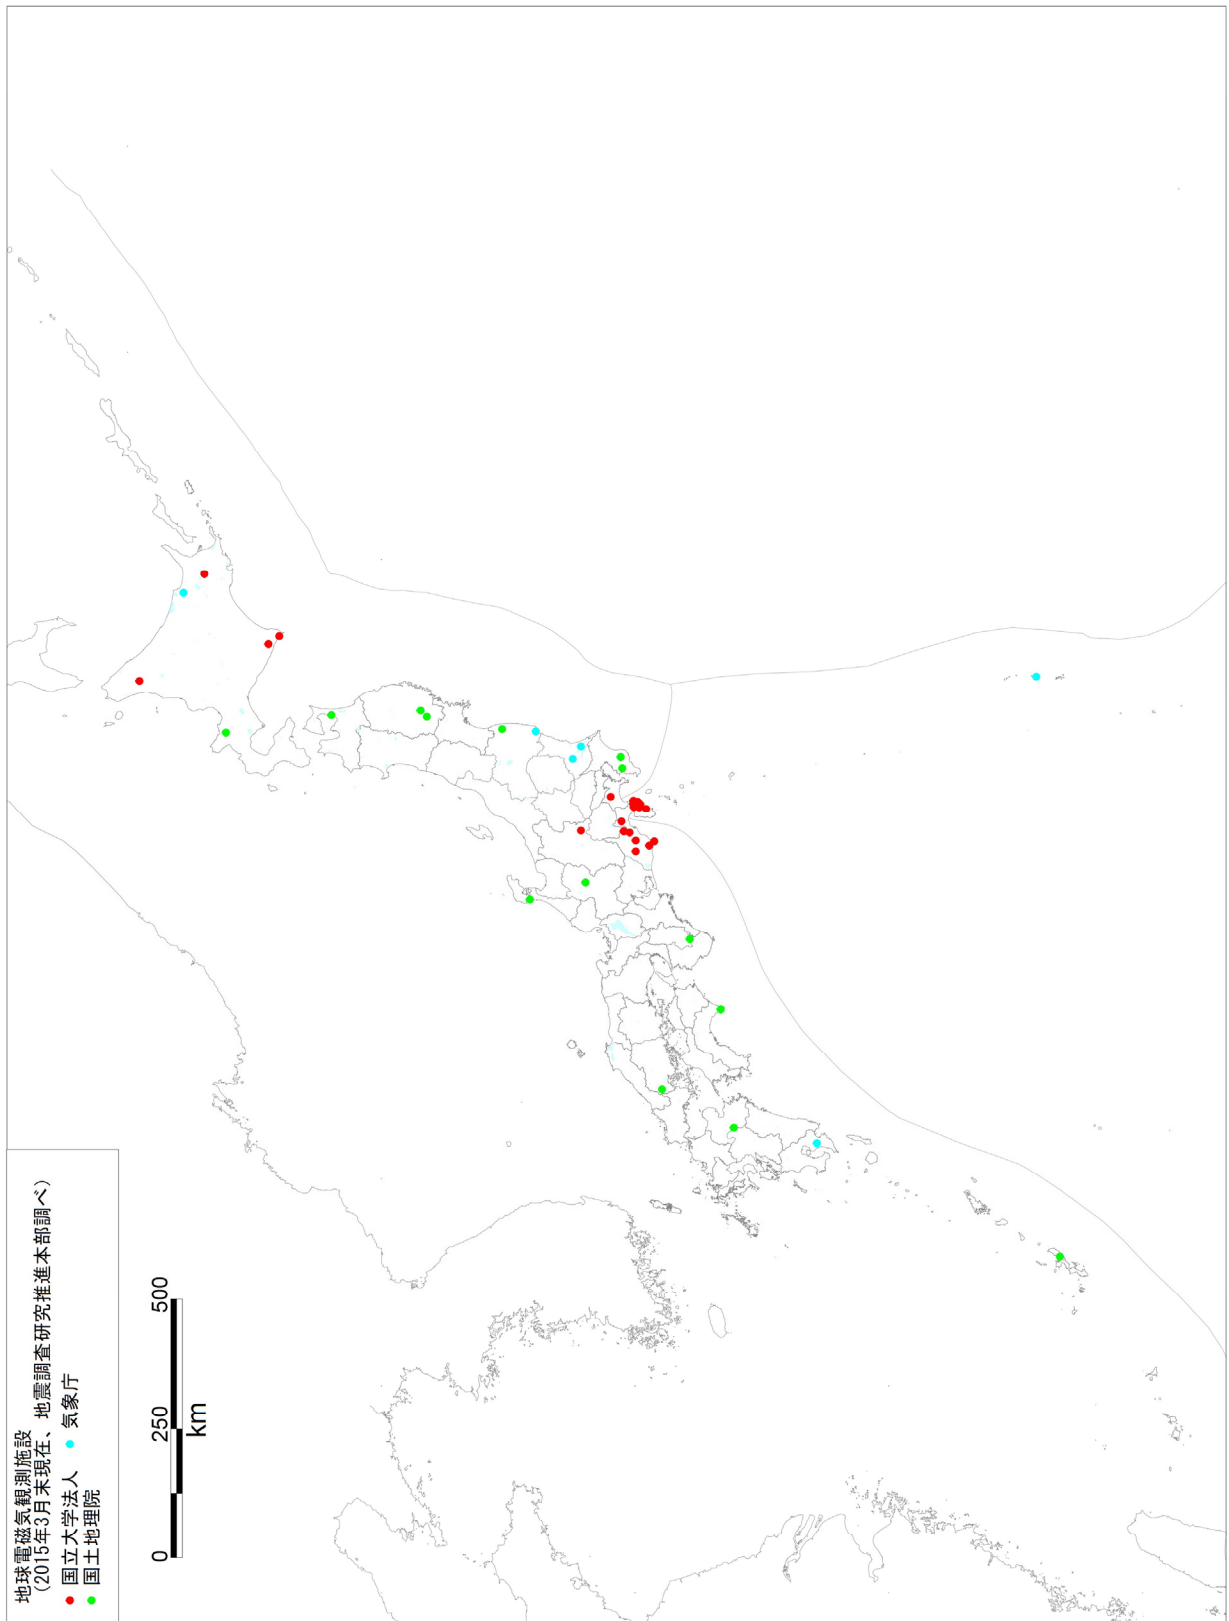 地球電磁気観測施設
(2015年3月末現在、地震調査研究推進本部調べ)
国立大学法人 気象庁
国土地理院
0 250 500
km